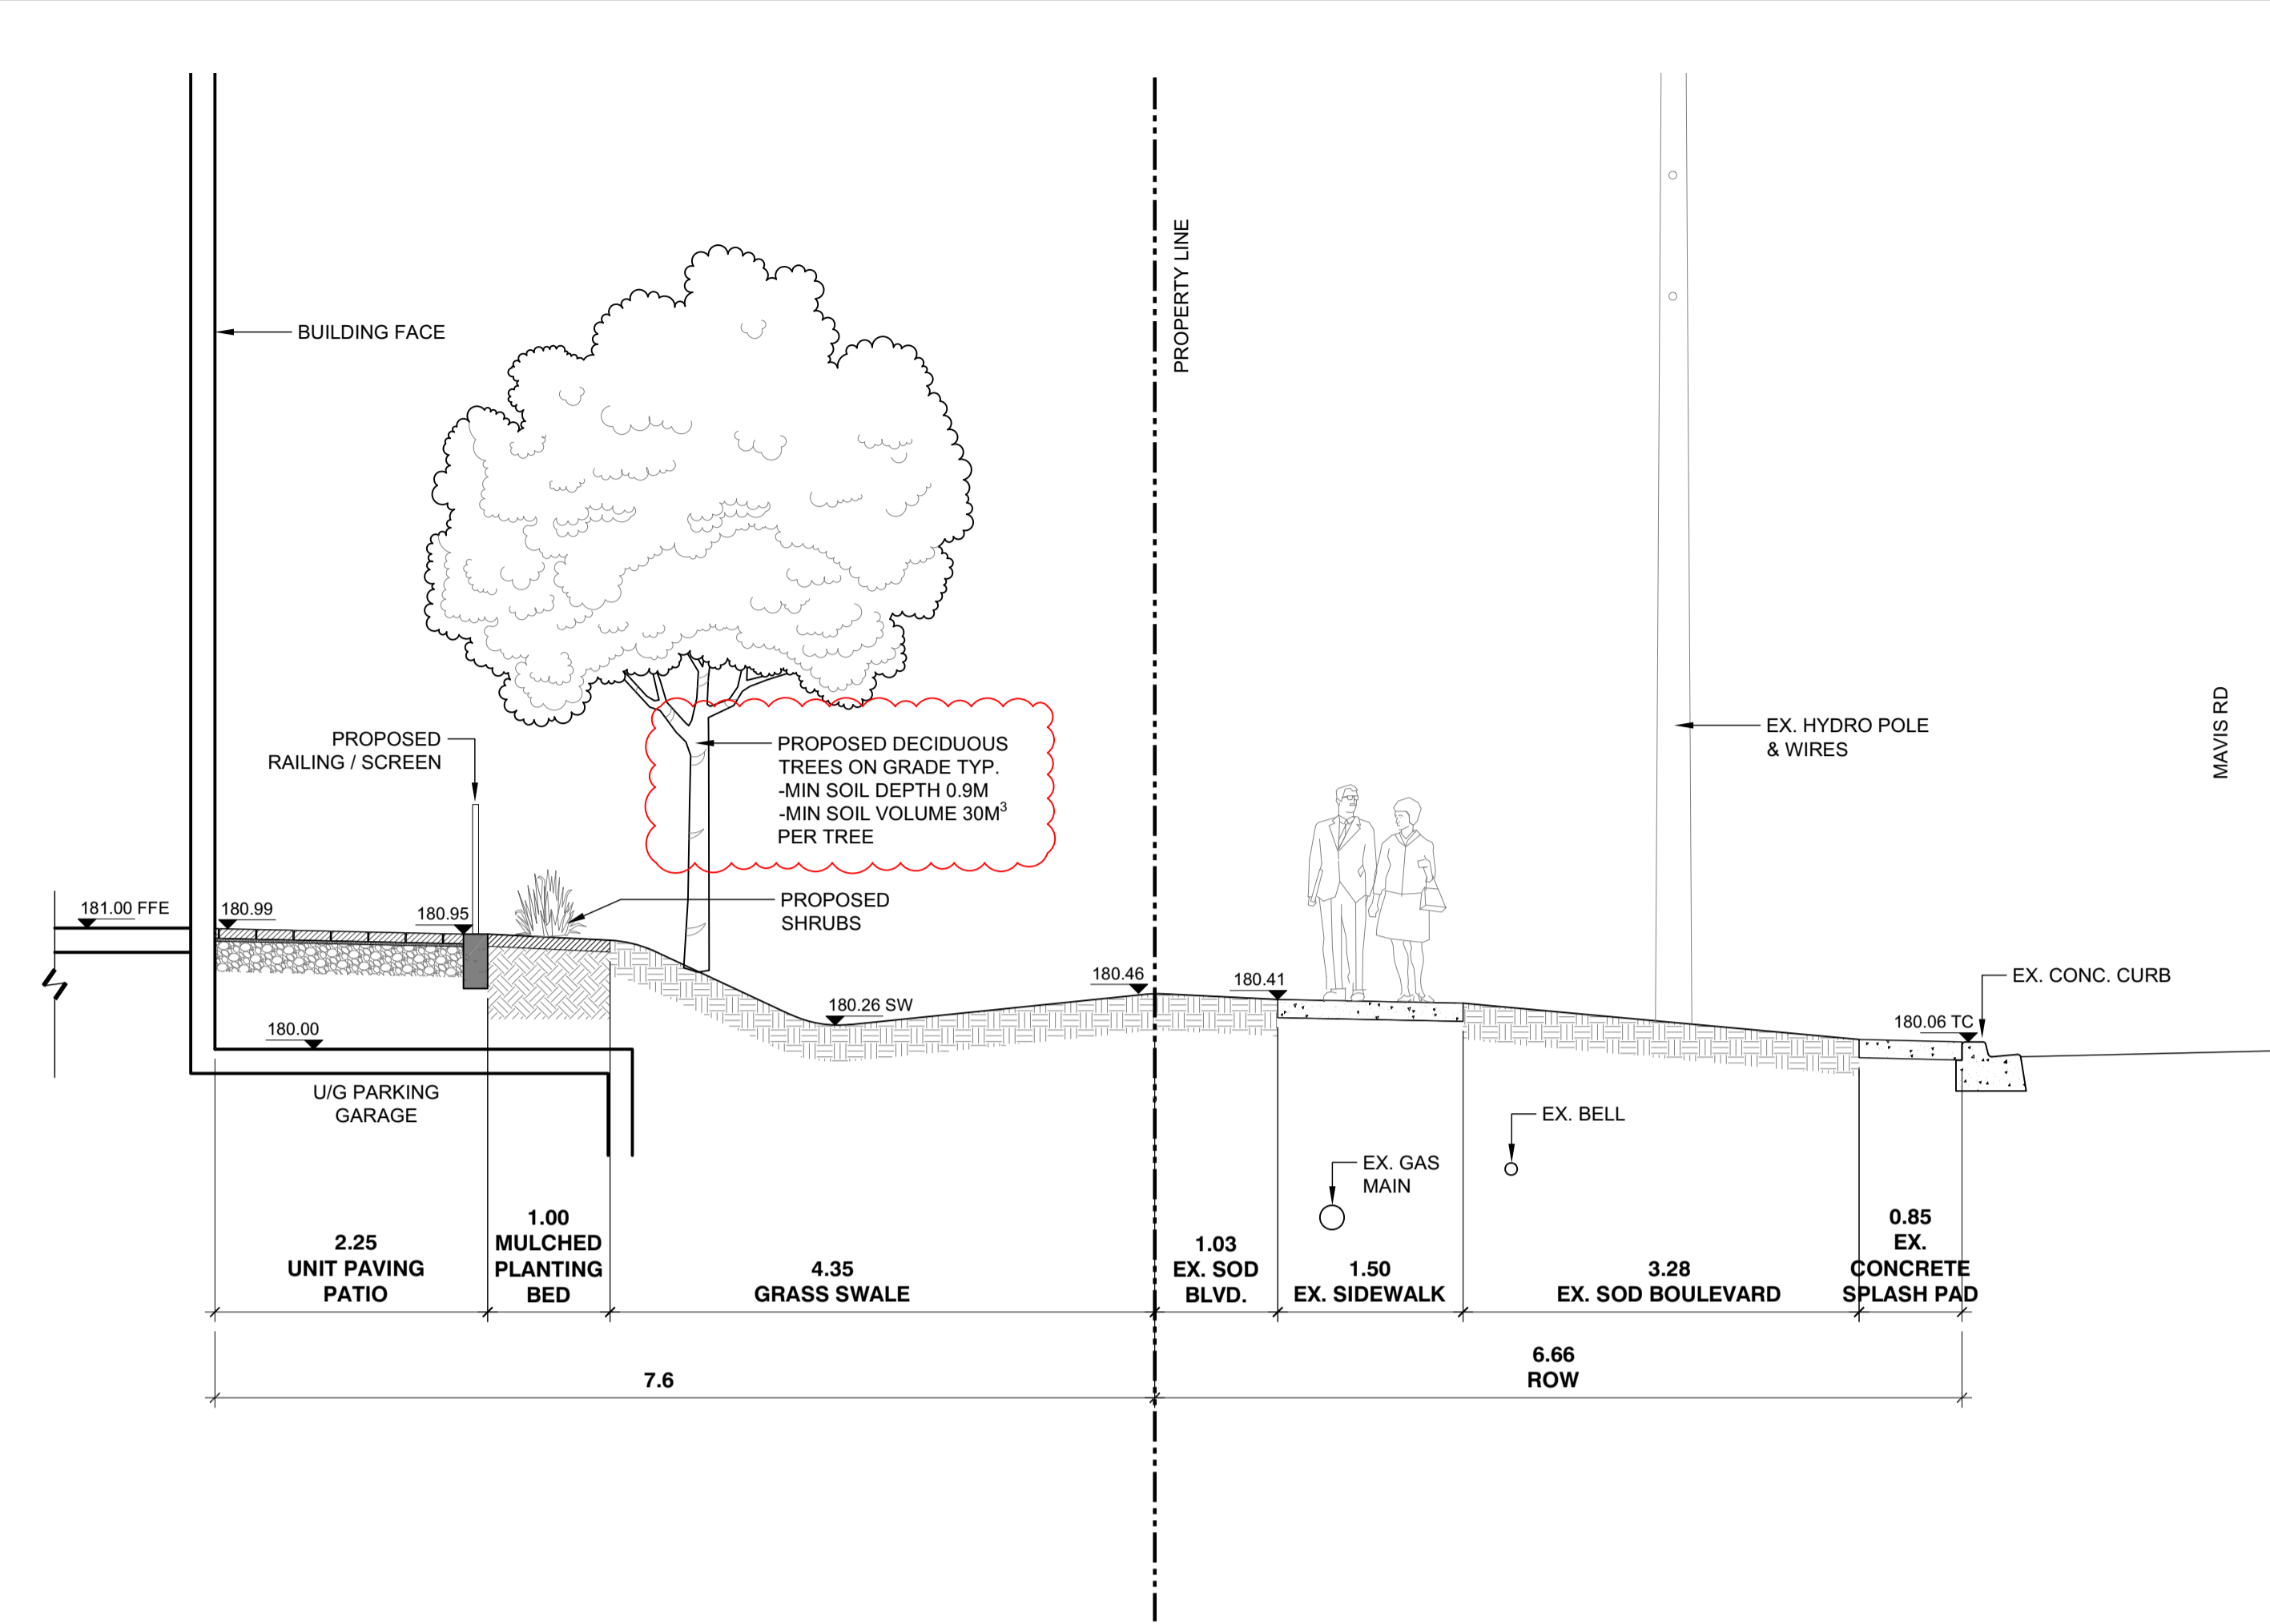 PROPERTY LINE
BUILDING FACE
MAVIS RD
PROPOSED
RAILING / SCREEN
PROPOSED DECIDUOUS
TREES ON GRADE TYP.
-MIN SOIL DEPTH 0.9M
-MIN SOIL VOLUME 30M³
PER TREE
EX. HYDRO POLE
& WIRES
PROPOSED
SHRUBS
181.00 FFE
180.99
180.95
180.46
180.41
EX. CONC. CURB
180.26 SW
180.00
180.06 TC
U/G PARKING
GARAGE
EX. BELL
EX. GAS
MAIN
2.25
UNIT PAVING
PATIO
1.00
MULCHED
PLANTING
BED
4.35
GRASS SWALE
1.03
EX. SOD
BLVD.
1.50
EX. SIDEWALK
3.28
EX. SOD BOULEVARD
0.85
EX.
CONCRETE
SPLASH PAD
7.6
6.66
ROW